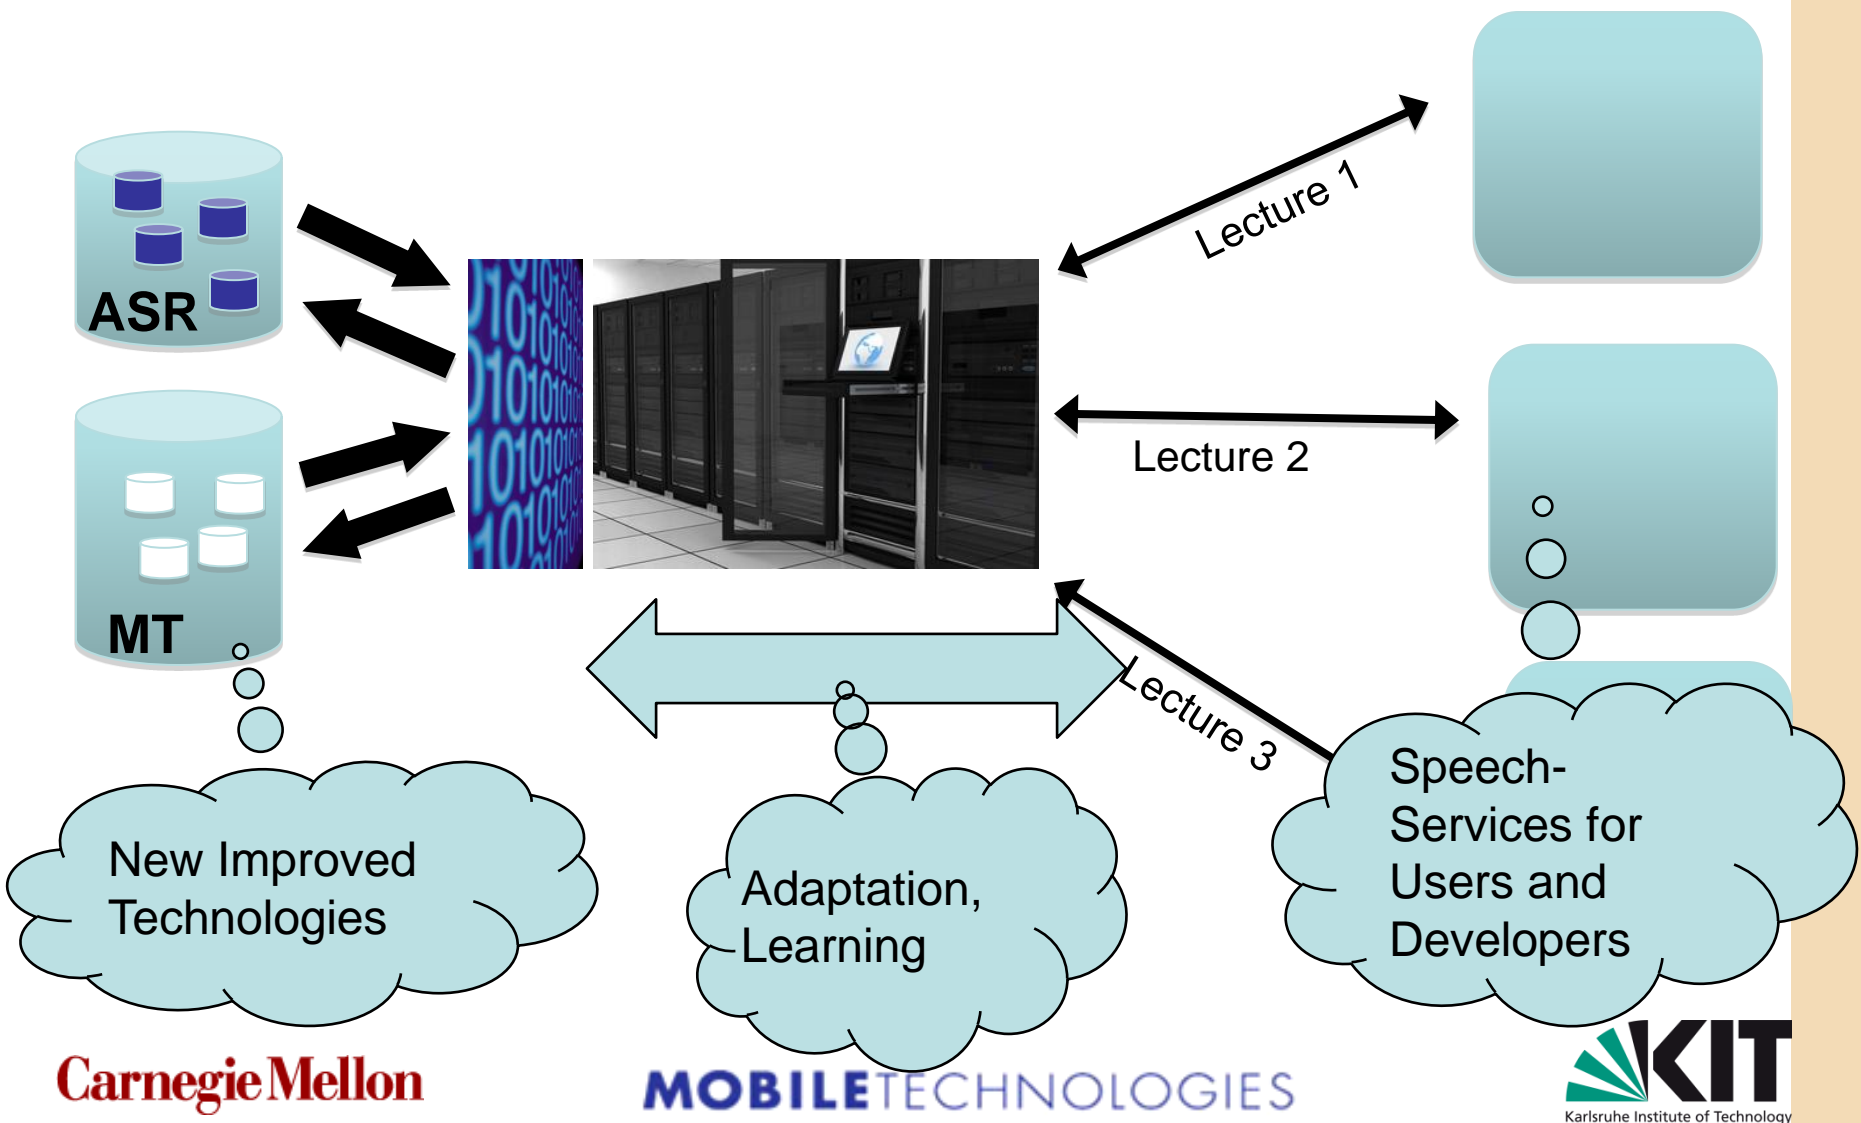 ASR
MT
Lecture 1
Lecture 2
Lecture 3
New Improved
Technologies
Adaptation,
Learning
Speech-
Services for
Users and
Developers
Carnegie Mellon
MOBILETECHNOLOGIES
KIT
Karlsruhe Institute of Technology